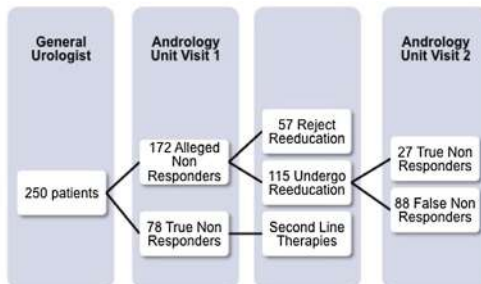 General
Urologist
Andrology
Unit Visit 1
Andrology
Unit Visit 2
250 patients
172 Alleged
Non
Responders
78 True Non
Responders
57 Reject
Reeducation
115 Undergo
Reeducation
Second Line
Therapies
27 True Non
Responders
88 False Non
Responders